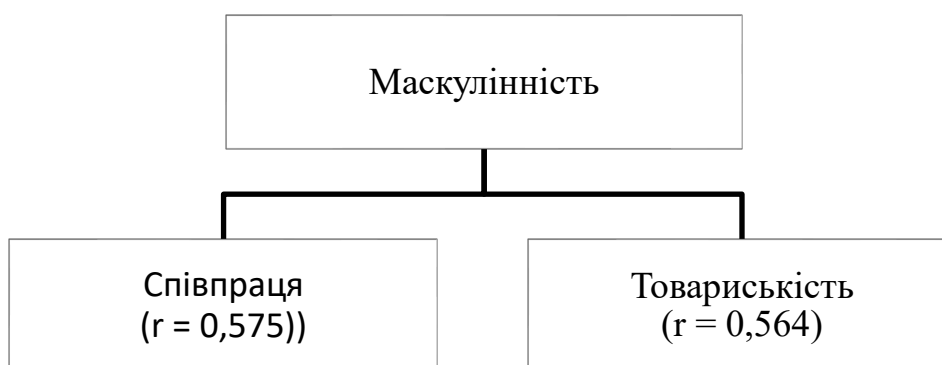 Маскулінність
Співпраця
(r = 0,575))
Товариськість
(r = 0,564)